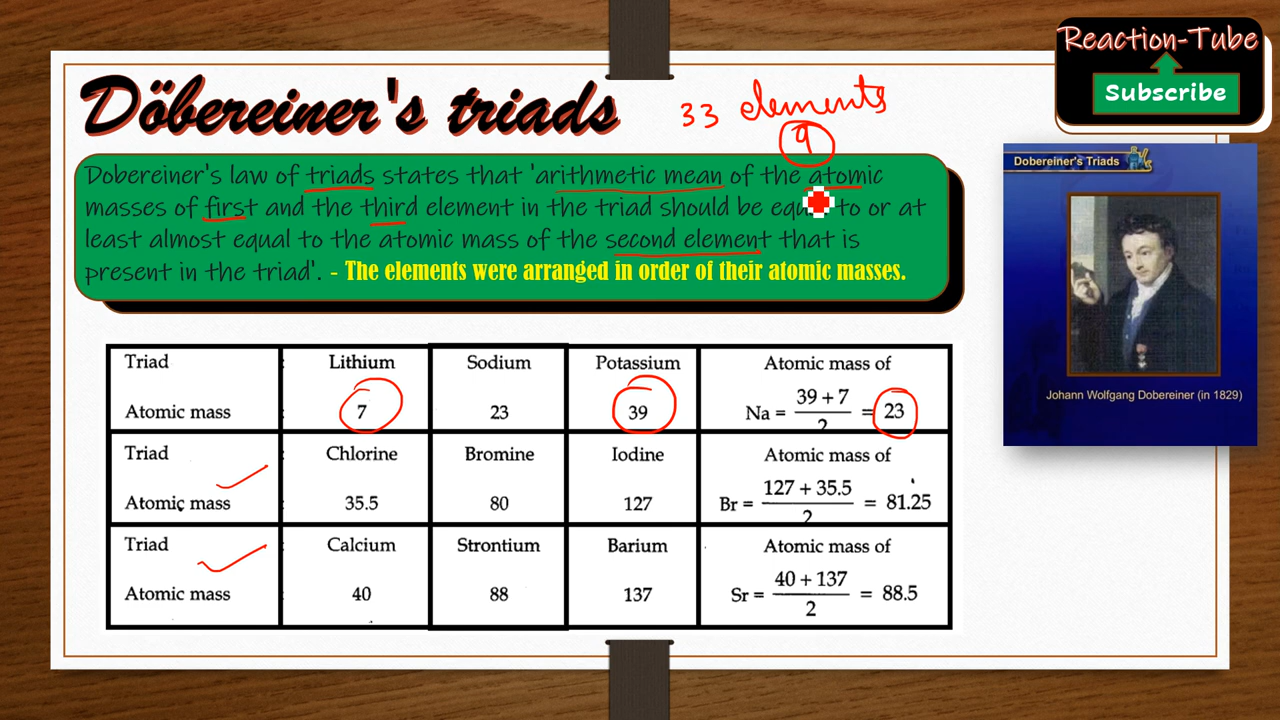 Reaction-Tube
Subscribe
Döbereiner's triads
33 elements
9
Dobereiner's law of triads states that 'arithmetic mean of the atomic
masses of first and the third element in the triad should be equal to or at
least almost equal to the atomic mass of the second element that is
present in the triad'. - The elements were arranged in order of their atomic masses.
Dobereiner's Triads
Johann Wolfgang Dobereiner (in 1829)
Triad : Lithium Sodium Potassium Atomic mass of
Atomic mass : 7 23 39 Na = 39 + 7 / 2 = 23
Triad : Chlorine Bromine Iodine Atomic mass of
Atomic mass : 35.5 80 127 Br = 127 + 35.5 / 2 = 81.25
Triad : Calcium Strontium Barium Atomic mass of
Atomic mass : 40 88 137 Sr = 40 + 137 / 2 = 88.5